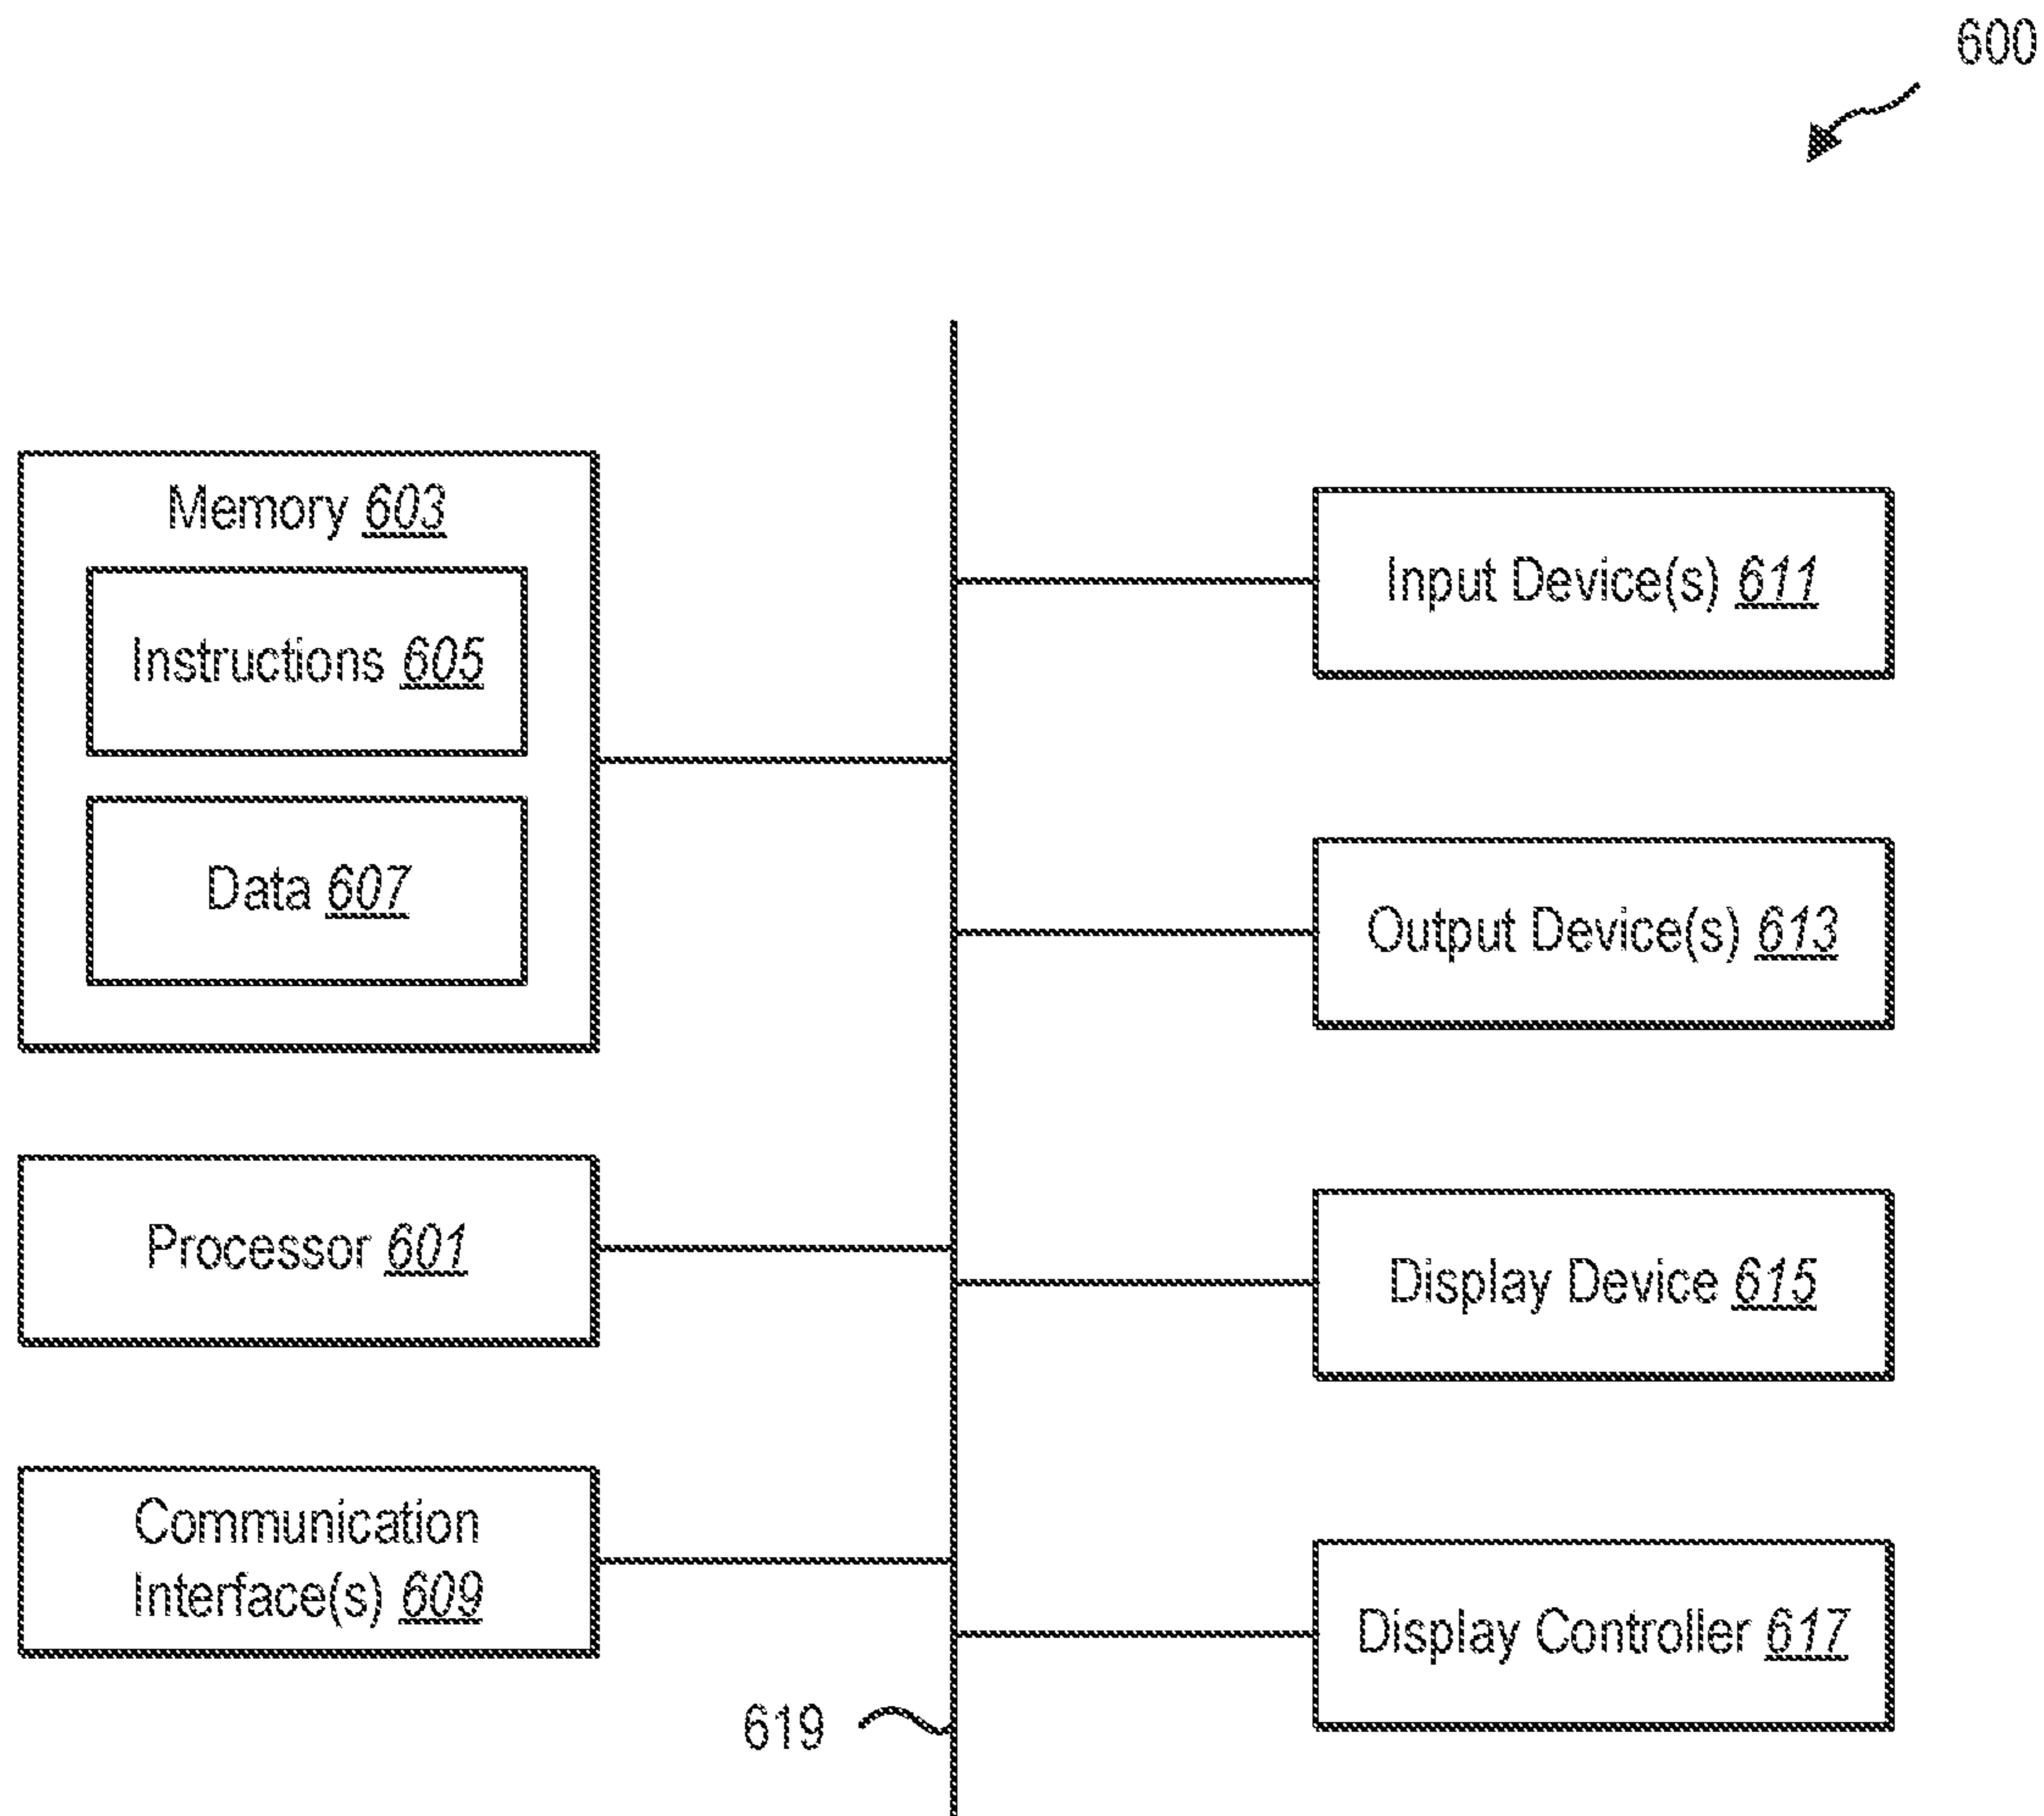 600
Memory 603
Instructions 605
Data 607
Processor 601
Communication
Interface(s) 609
Input Device(s) 611
Output Device(s) 613
Display Device 615
Display Controller 617
619